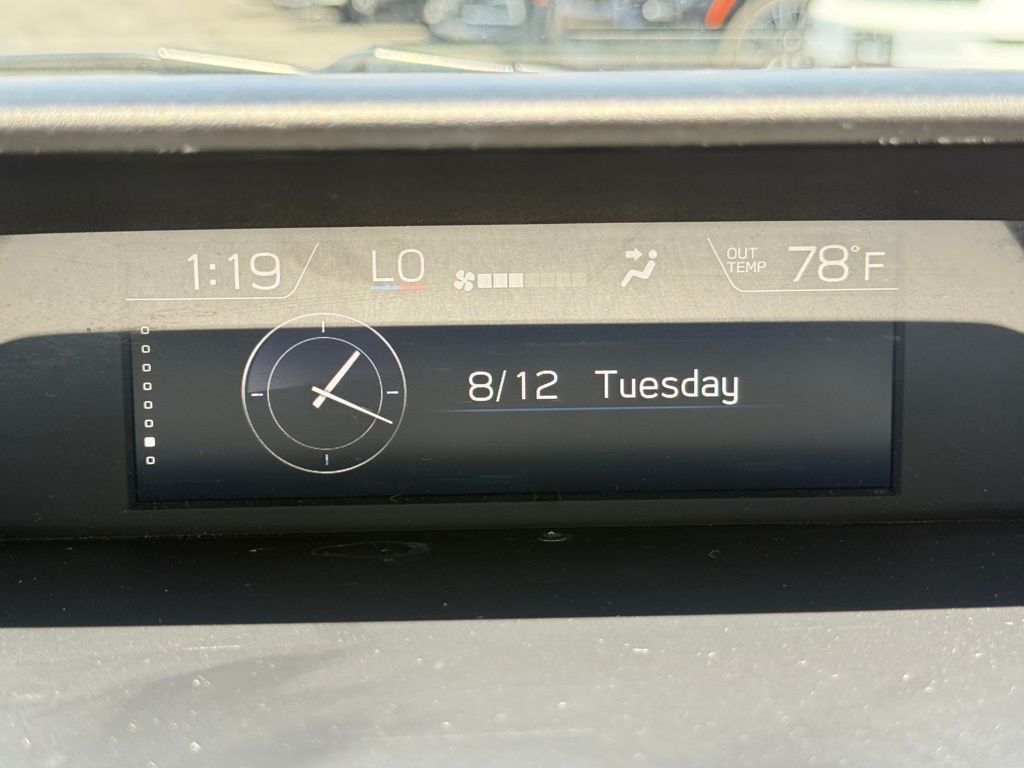 1:19
LO
OUT
TEMP
78°F
8/12 Tuesday